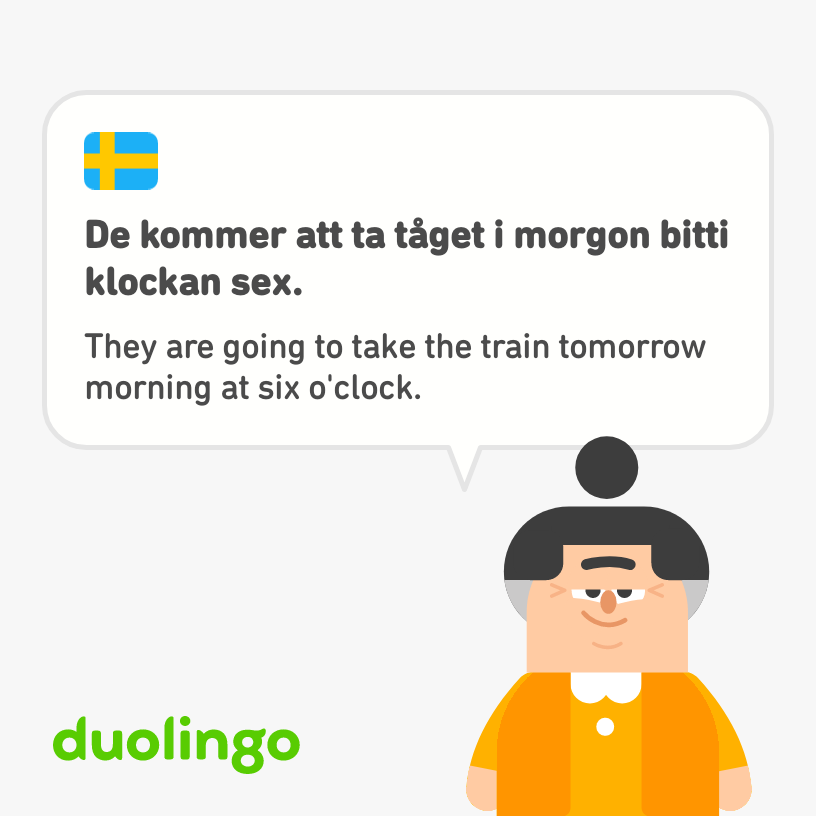 De kommer att ta tåget i morgon bitti
klockan sex.
They are going to take the train tomorrow
morning at six o'clock.
duolingo